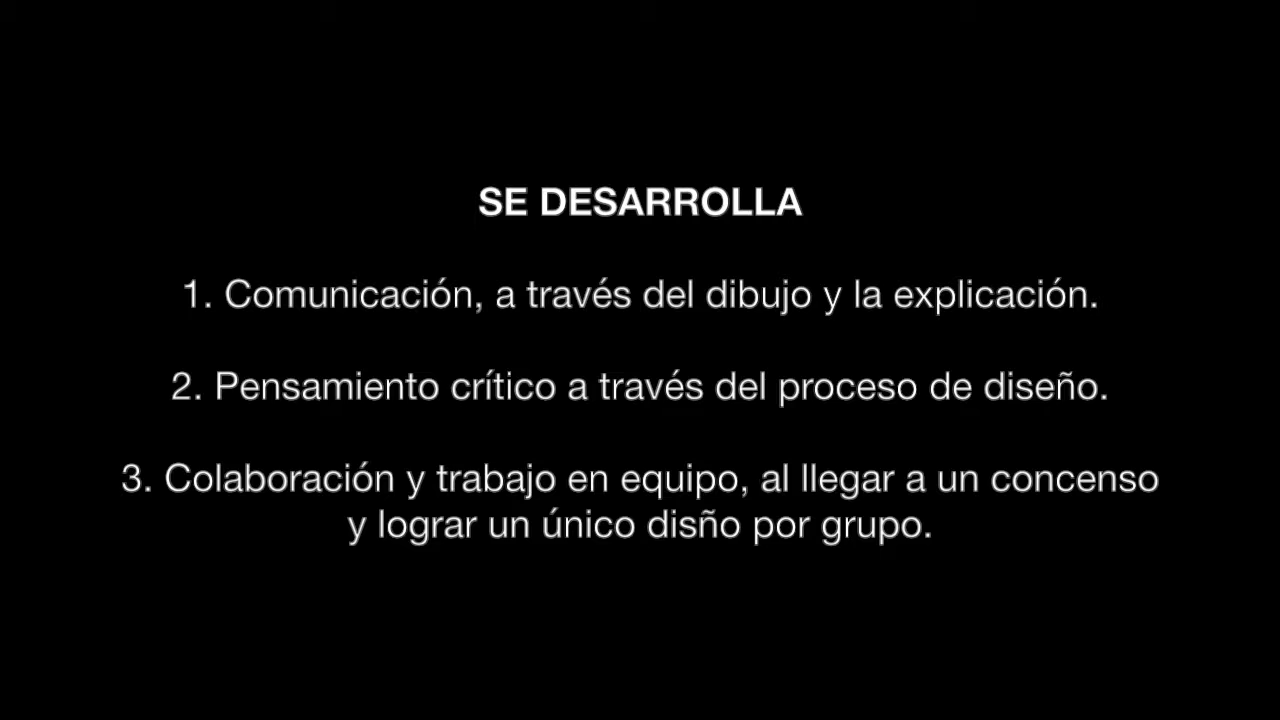 SE DESARROLLA
1. Comunicación, a través del dibujo y la explicación.
2. Pensamiento crítico a través del proceso de diseño.
3. Colaboración y trabajo en equipo, al llegar a un concenso
y lograr un único disño por grupo.